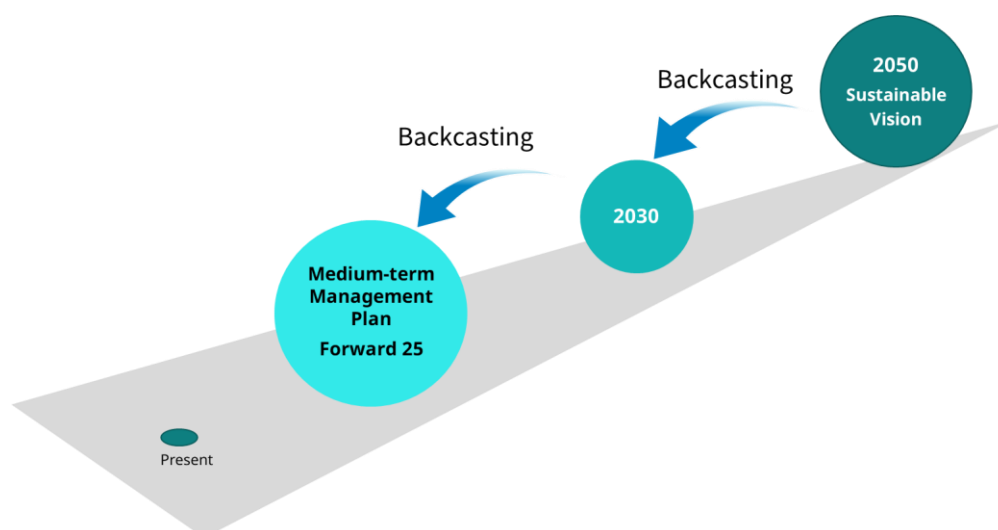 2050
Sustainable
Vision
Backcasting
Backcasting
2030
Medium-term
Management
Plan
Forward 25
Present